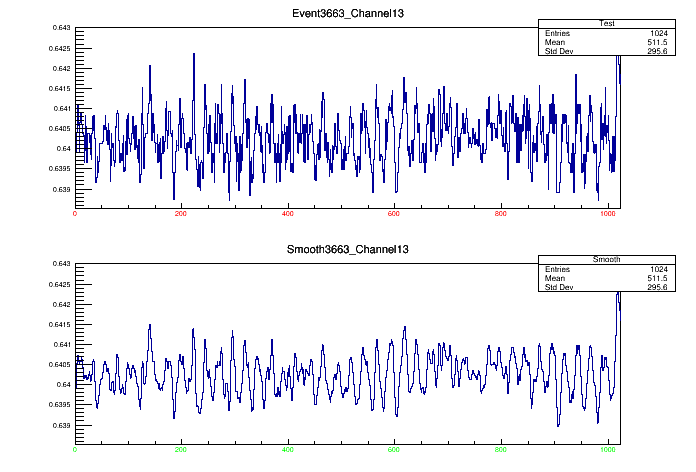 Event3663_Channel13
Test
Entries 1024
Mean 511.5
Std Dev 295.6
0.643
0.6425
0.642
0.6415
0.641
0.6405
0.64
0.6395
0.639
0 200 400 600 800 1000
Smooth3663_Channel13
Smooth
Entries 1024
Mean 511.5
Std Dev 295.6
0.643
0.6425
0.642
0.6415
0.641
0.6405
0.64
0.6395
0.639
0 200 400 600 800 1000